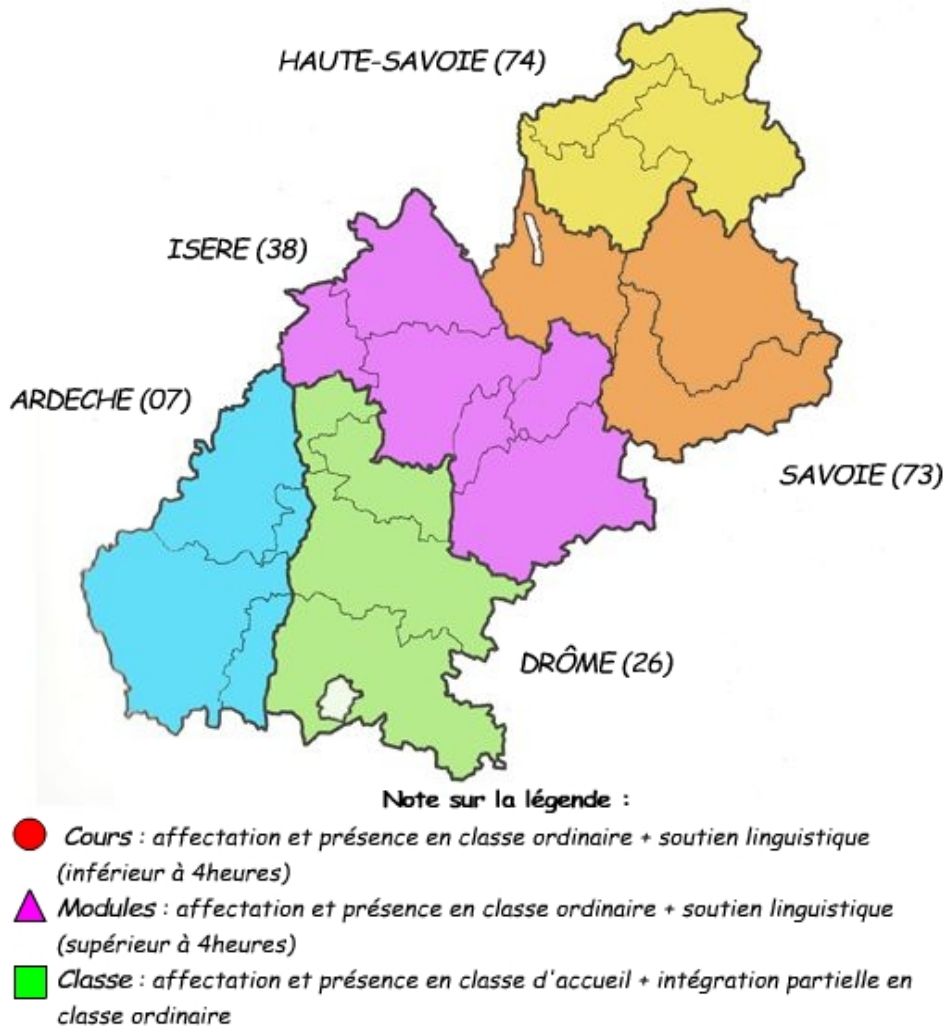 HAUTE-SAVOIE (74)
ISERE (38)
ARDECHE (07)
SAVOIE (73)
DRÔME (26)
Note sur la légende :
Cours : affectation et présence en classe ordinaire + soutien linguistique
(inférieur à 4heures)
Modules : affectation et présence en classe ordinaire + soutien linguistique
(supérieur à 4heures)
Classe : affectation et présence en classe d'accueil + intégration partielle en
classe ordinaire